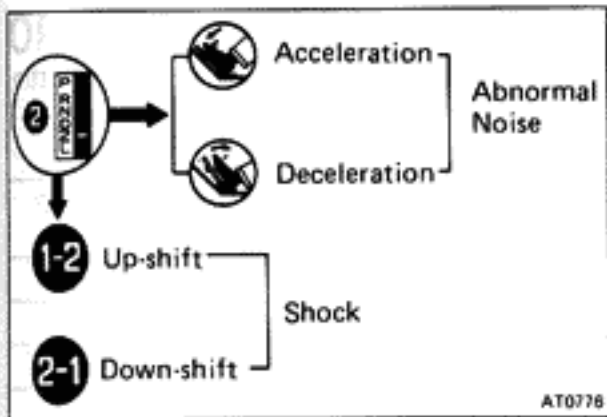 Acceleration
Abnormal
Noise
2
P R N D 2 L
Deceleration
1-2 Up-shift
Shock
2-1 Down-shift
AT0776